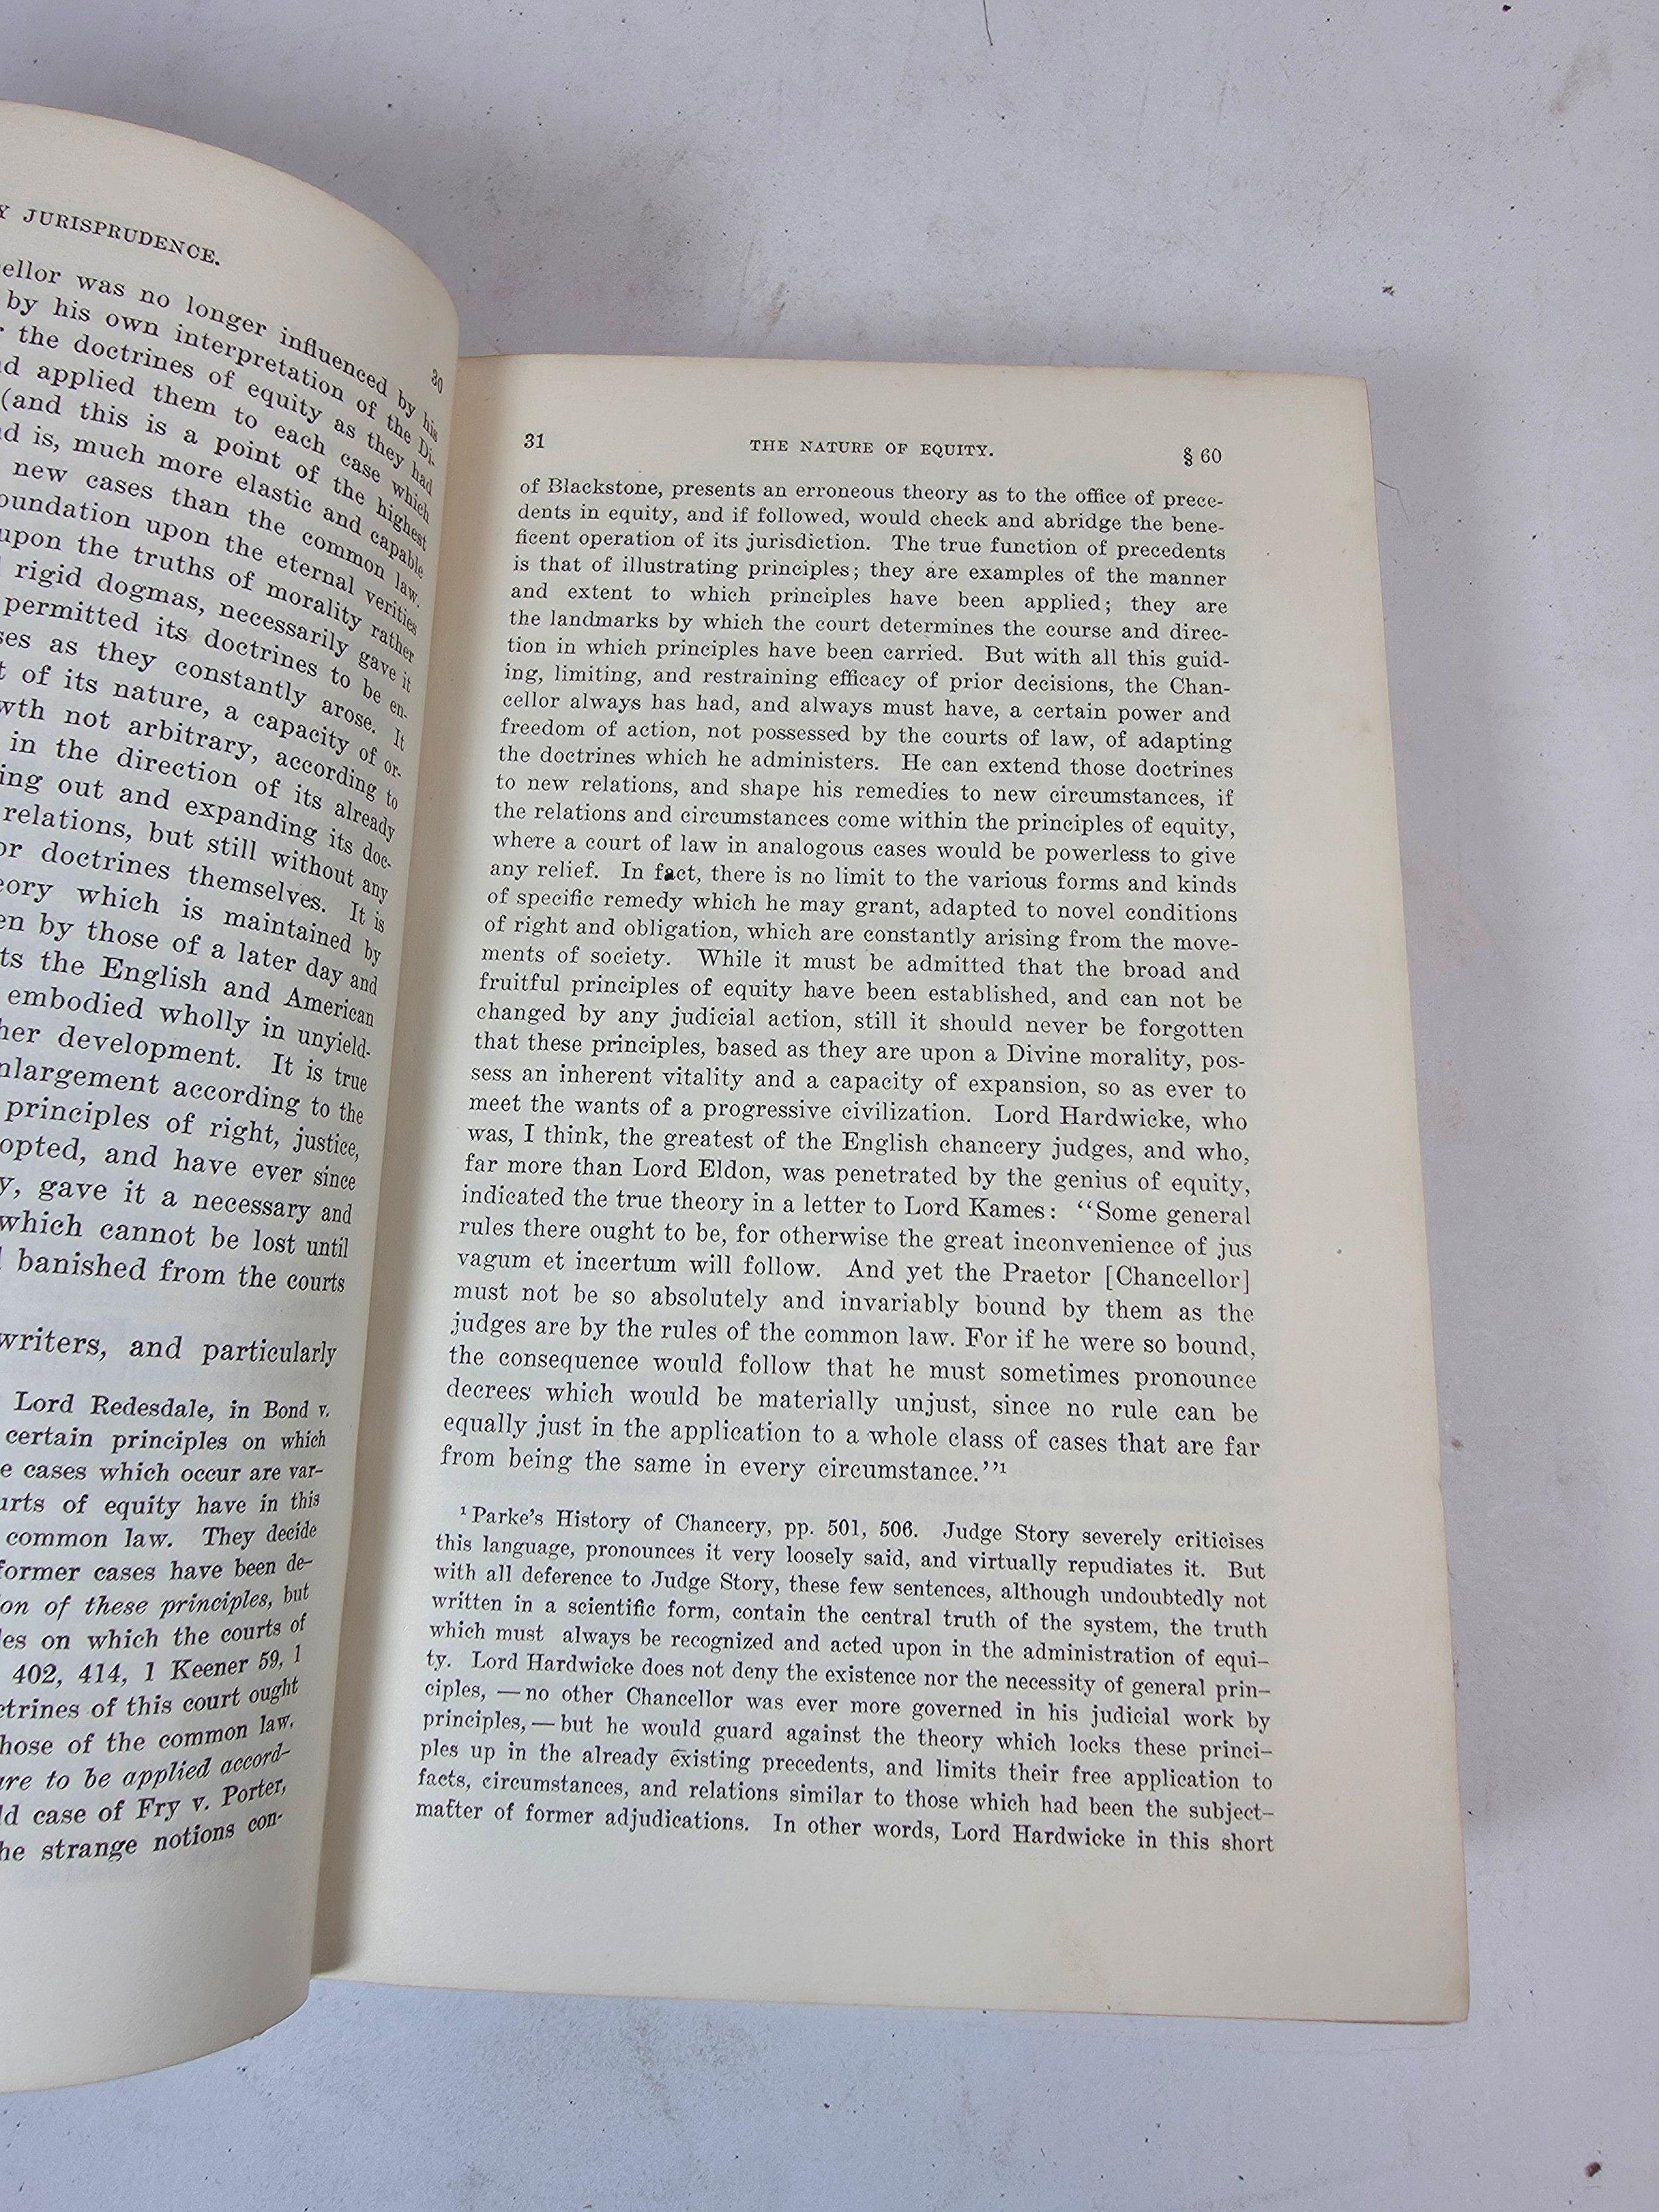 Y JURISPRUDENCE.
30
ellor was no longer influenced by his
by his own interpretation of the Di-
the doctrines of equity as they had
d applied them to each case which
(and this is a point of the highest
d is, much more elastic and capable
new cases than the common law.
oundation upon the eternal verities
upon the truths of morality rather
rigid dogmas, necessarily gave it
permitted its doctrines to be en-
ses as they constantly arose. It
t of its nature, a capacity of or-
wth not arbitrary, according to
in the direction of its already
ing out and expanding its doc-
relations, but still without any
or doctrines themselves. It is
eory which is maintained by
en by those of a later day and
ts the English and American
embodied wholly in unyield-
her development. It is true
nlargement according to the
principles of right, justice,
opted, and have ever since
y, gave it a necessary and
which cannot be lost until
banished from the courts
writers, and particularly
Lord Redesdale, in Bond v.
certain principles on which
e cases which occur are var-
urts of equity have in this
common law. They decide
former cases have been de-
ion of these principles, but
les on which the courts of
402, 414, 1 Keener 59, 1
ctrines of this court ought
hose of the common law.
are to be applied accord-
ld case of Fry v. Porter,
he strange notions con-
31 THE NATURE OF EQUITY. § 60
of Blackstone, presents an erroneous theory as to the office of prece-
dents in equity, and if followed, would check and abridge the bene-
ficent operation of its jurisdiction. The true function of precedents
is that of illustrating principles; they are examples of the manner
and extent to which principles have been applied; they are
the landmarks by which the court determines the course and direc-
tion in which principles have been carried. But with all this guid-
ing, limiting, and restraining efficacy of prior decisions, the Chan-
cellor always has had, and always must have, a certain power and
freedom of action, not possessed by the courts of law, of adapting
the doctrines which he administers. He can extend those doctrines
to new relations, and shape his remedies to new circumstances, if
the relations and circumstances come within the principles of equity,
where a court of law in analogous cases would be powerless to give
any relief. In fact, there is no limit to the various forms and kinds
of specific remedy which he may grant, adapted to novel conditions
of right and obligation, which are constantly arising from the move-
ments of society. While it must be admitted that the broad and
fruitful principles of equity have been established, and can not be
changed by any judicial action, still it should never be forgotten
that these principles, based as they are upon a Divine morality, pos-
sess an inherent vitality and a capacity of expansion, so as ever to
meet the wants of a progressive civilization. Lord Hardwicke, who
was, I think, the greatest of the English chancery judges, and who,
far more than Lord Eldon, was penetrated by the genius of equity,
indicated the true theory in a letter to Lord Kames: "Some general
rules there ought to be, for otherwise the great inconvenience of jus
vagum et incertum will follow. And yet the Praetor [Chancellor]
must not be so absolutely and invariably bound by them as the
judges are by the rules of the common law. For if he were so bound,
the consequence would follow that he must sometimes pronounce
decrees which would be materially unjust, since no rule can be
equally just in the application to a whole class of cases that are far
from being the same in every circumstance."¹
¹ Parke's History of Chancery, pp. 501, 506. Judge Story severely criticises
this language, pronounces it very loosely said, and virtually repudiates it. But
with all deference to Judge Story, these few sentences, although undoubtedly not
written in a scientific form, contain the central truth of the system, the truth
which must always be recognized and acted upon in the administration of equi-
ty. Lord Hardwicke does not deny the existence nor the necessity of general prin-
ciples, — no other Chancellor was ever more governed in his judicial work by
principles, — but he would guard against the theory which locks these princi-
ples up in the already existing precedents, and limits their free application to
facts, circumstances, and relations similar to those which had been the subject-
matter of former adjudications. In other words, Lord Hardwicke in this short